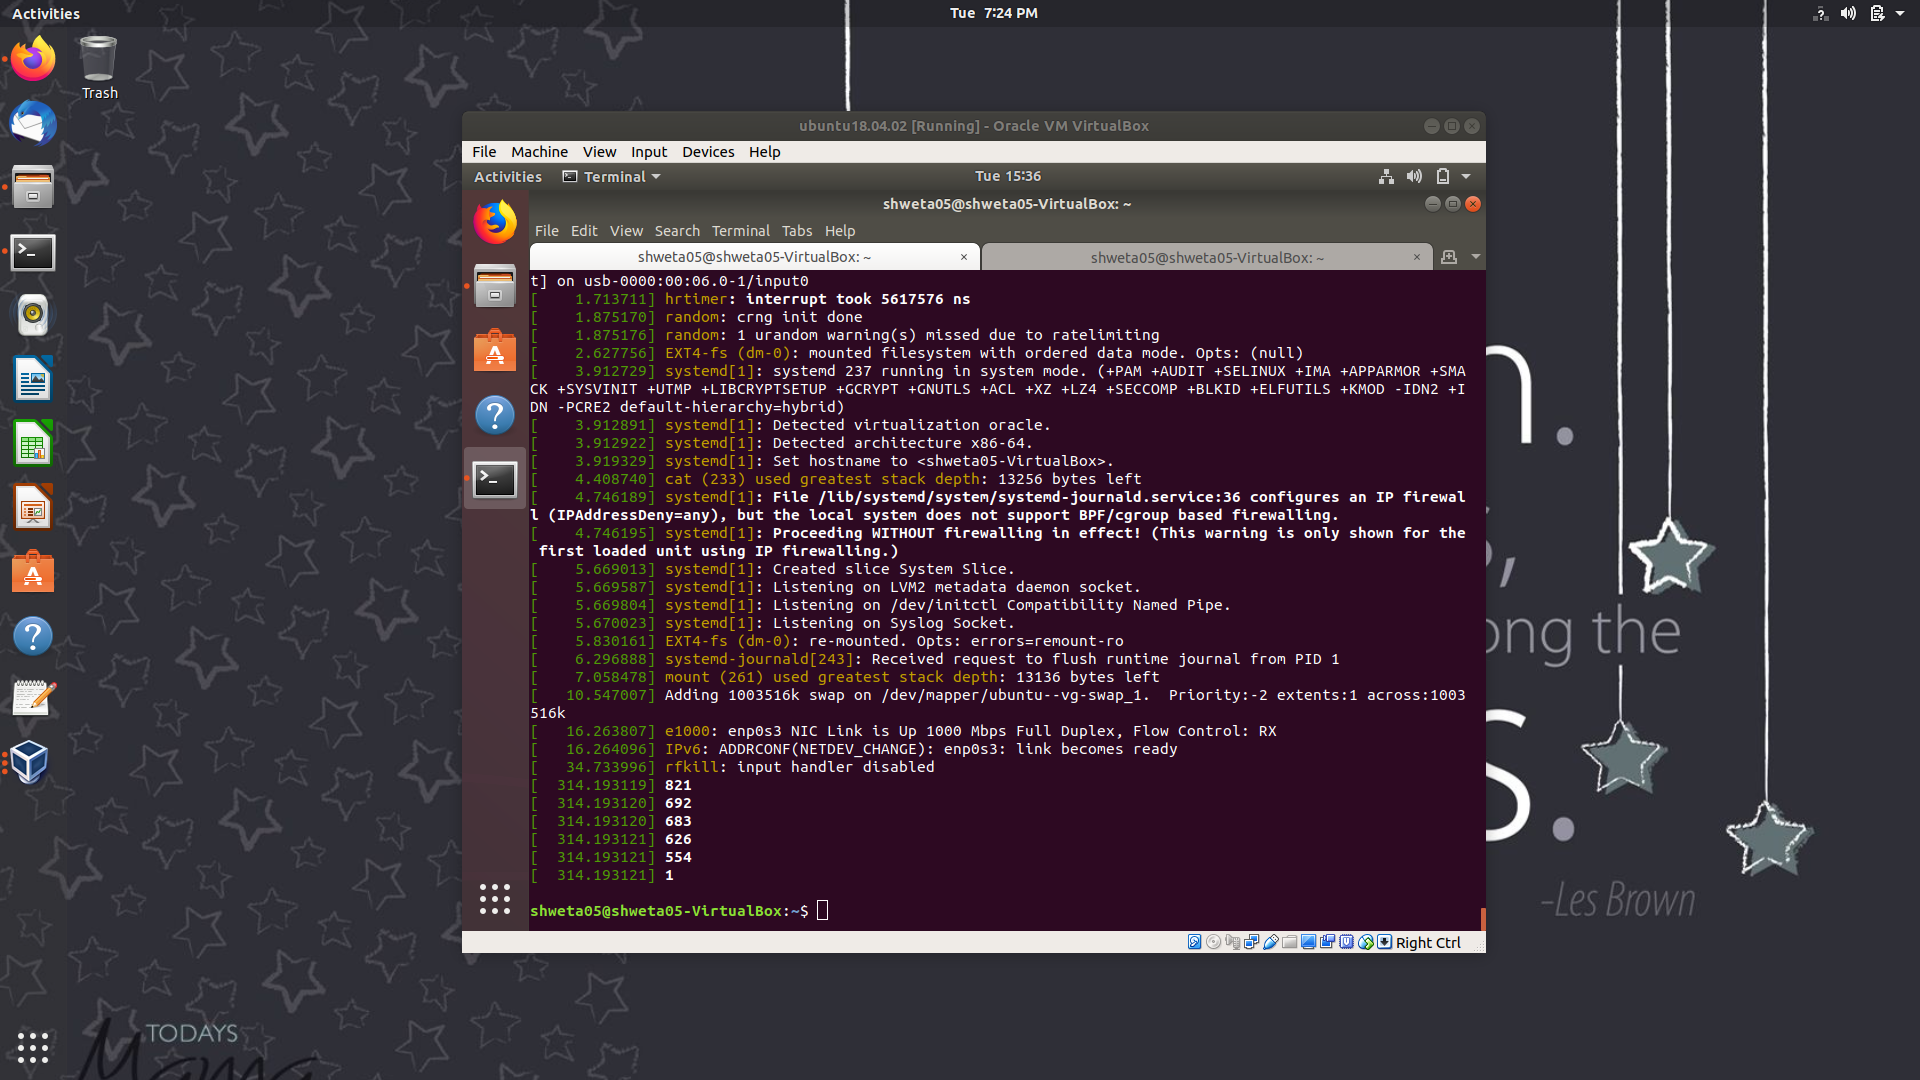 Activities
Tue 7:24 PM
Trash
ubuntu18.04.02 [Running] - Oracle VM VirtualBox
File Machine View Input Devices Help
Activities Terminal Tue 15:36
shweta05@shweta05-VirtualBox: ~
File Edit View Search Terminal Tabs Help
shweta05@shweta05-VirtualBox: ~ × shweta05@shweta05-VirtualBox: ~ ×
t] on usb-0000:00:06.0-1/input0
[    1.713711] hrtimer: interrupt took 5617576 ns
[    1.875170] random: crng init done
[    1.875176] random: 1 urandom warning(s) missed due to ratelimiting
[    2.627756] EXT4-fs (dm-0): mounted filesystem with ordered data mode. Opts: (null)
[    3.912729] systemd[1]: systemd 237 running in system mode. (+PAM +AUDIT +SELINUX +IMA +APPARMOR +SMA
CK +SYSVINIT +UTMP +LIBCRYPTSETUP +GCRYPT +GNUTLS +ACL +XZ +LZ4 +SECCOMP +BLKID +ELFUTILS +KMOD -IDN2 +I
DN -PCRE2 default-hierarchy=hybrid)
[    3.912891] systemd[1]: Detected virtualization oracle.
[    3.912922] systemd[1]: Detected architecture x86-64.
[    3.919329] systemd[1]: Set hostname to <shweta05-VirtualBox>.
[    4.408740] cat (233) used greatest stack depth: 13256 bytes left
[    4.746189] systemd[1]: File /lib/systemd/system/systemd-journald.service:36 configures an IP firewal
l (IPAddressDeny=any), but the local system does not support BPF/cgroup based firewalling.
[    4.746195] systemd[1]: Proceeding WITHOUT firewalling in effect! (This warning is only shown for the
 first loaded unit using IP firewalling.)
[    5.669013] systemd[1]: Created slice System Slice.
[    5.669587] systemd[1]: Listening on LVM2 metadata daemon socket.
[    5.669804] systemd[1]: Listening on /dev/initctl Compatibility Named Pipe.
[    5.670023] systemd[1]: Listening on Syslog Socket.
[    5.830161] EXT4-fs (dm-0): re-mounted. Opts: errors=remount-ro
[    6.296888] systemd-journald[243]: Received request to flush runtime journal from PID 1
[    7.058478] mount (261) used greatest stack depth: 13136 bytes left
[   10.547007] Adding 1003516k swap on /dev/mapper/ubuntu--vg-swap_1.  Priority:-2 extents:1 across:1003
516k
[   16.263807] e1000: enp0s3 NIC Link is Up 1000 Mbps Full Duplex, Flow Control: RX
[   16.264096] IPv6: ADDRCONF(NETDEV_CHANGE): enp0s3: link becomes ready
[   34.733996] rfkill: input handler disabled
[  314.193119] 821
[  314.193120] 692
[  314.193120] 683
[  314.193121] 626
[  314.193121] 554
[  314.193121] 1
shweta05@shweta05-VirtualBox:~$
Right Ctrl
n.
ong the
s.
-Les Brown
TODAYS
Mama